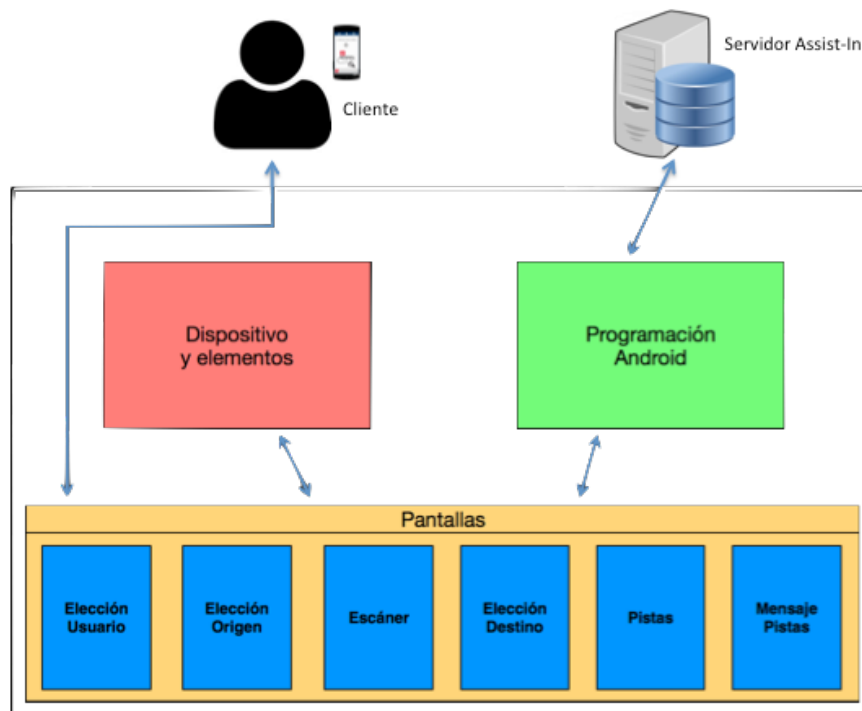 Servidor Assist-In
Cliente
Dispositivo
y elementos
Programación
Android
Pantallas
Elección
Usuario
Elección
Origen
Escáner
Elección
Destino
Pistas
Mensaje
Pistas